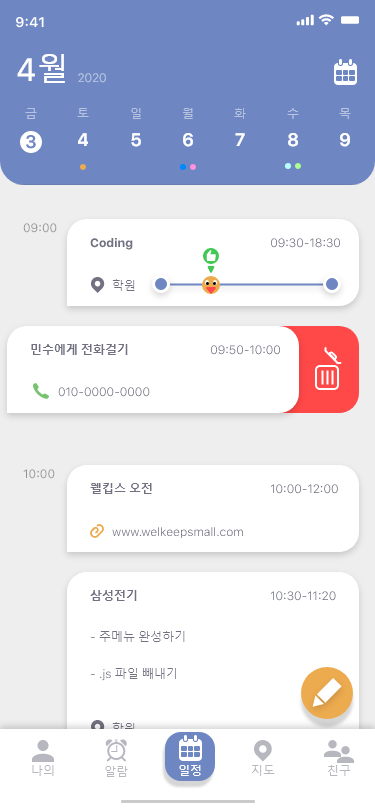 9:41
4월 2020
금 토 일 월 화 수 목
3 4 5 6 7 8 9
09:00
Coding 09:30-18:30
학원
민수에게 전화걸기 09:50-10:00
010-0000-0000
10:00
웰킵스 오전 10:00-12:00
www.welkeepsmall.com
삼성전기 10:30-11:20
- 주메뉴 완성하기
- .js 파일 빼내기
학원
나의 알람 일정 지도 친구